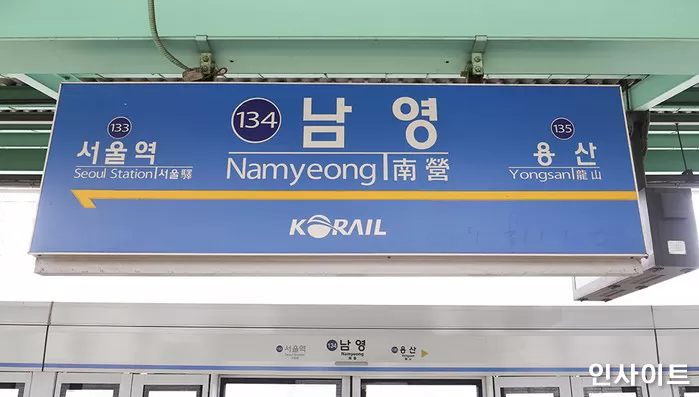 133
서울역
Seoul Station 서울驛
134
남영
Namyeong 南營
135
용산
Yongsan 龍山
KORAIL
서울역
134 남영
Namyeong
용산
인사이트